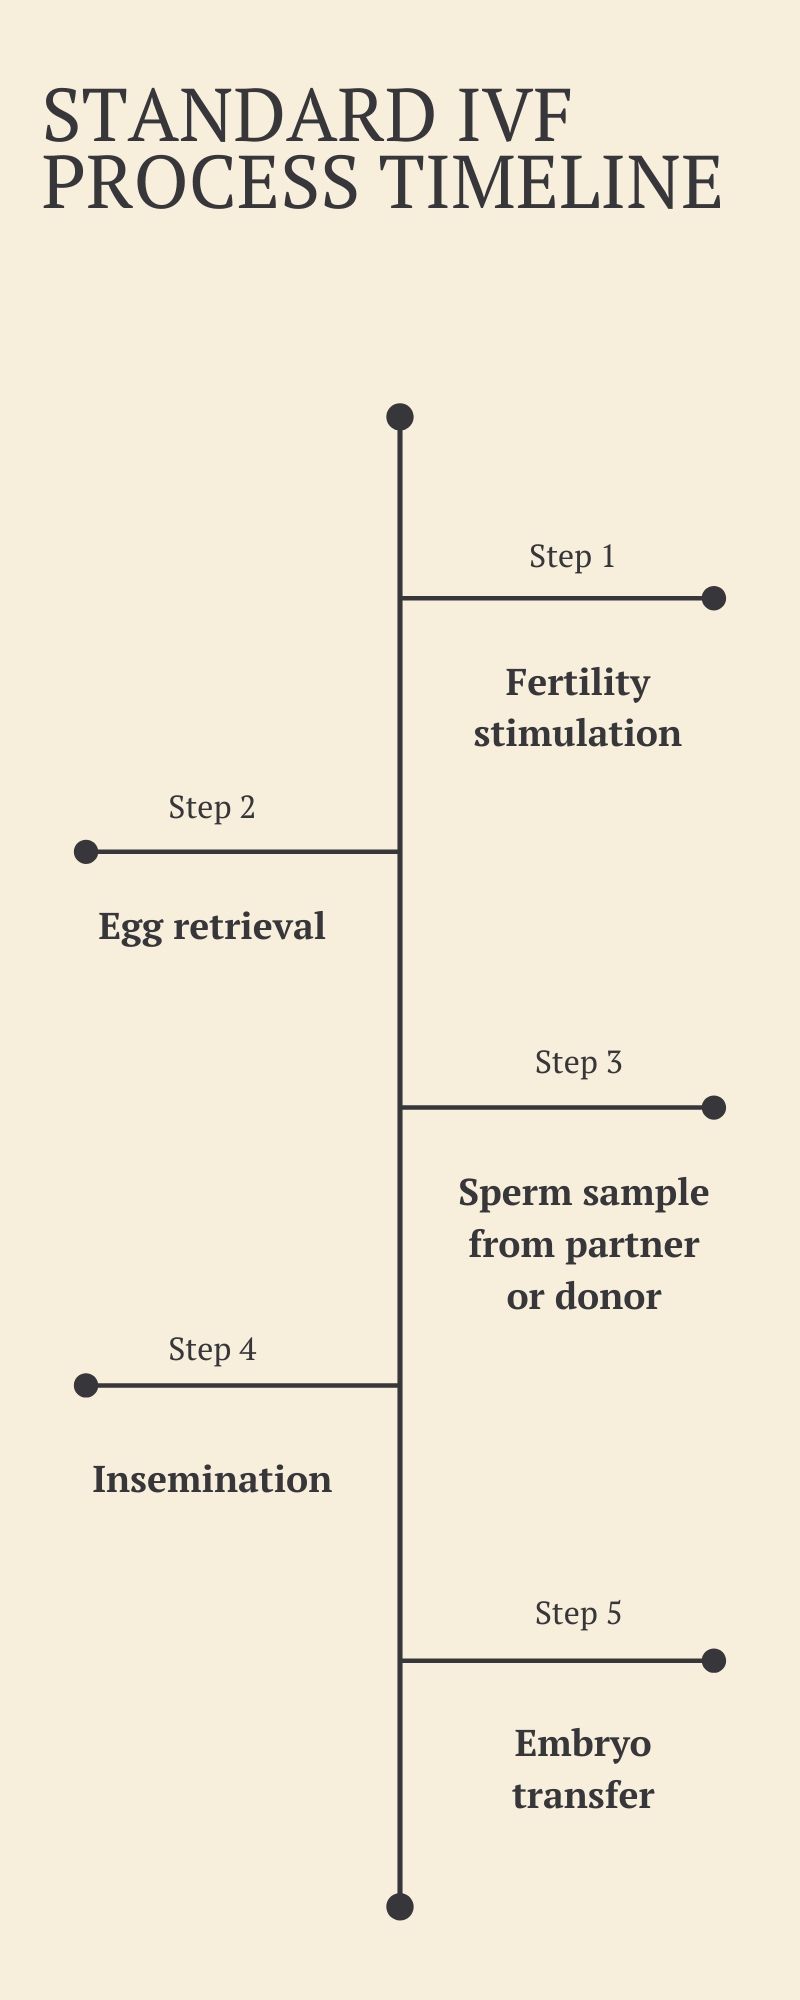 STANDARD IVF
PROCESS TIMELINE
Step 1
Fertility
stimulation
Step 2
Egg retrieval
Step 3
Sperm sample
from partner
or donor
Step 4
Insemination
Step 5
Embryo
transfer